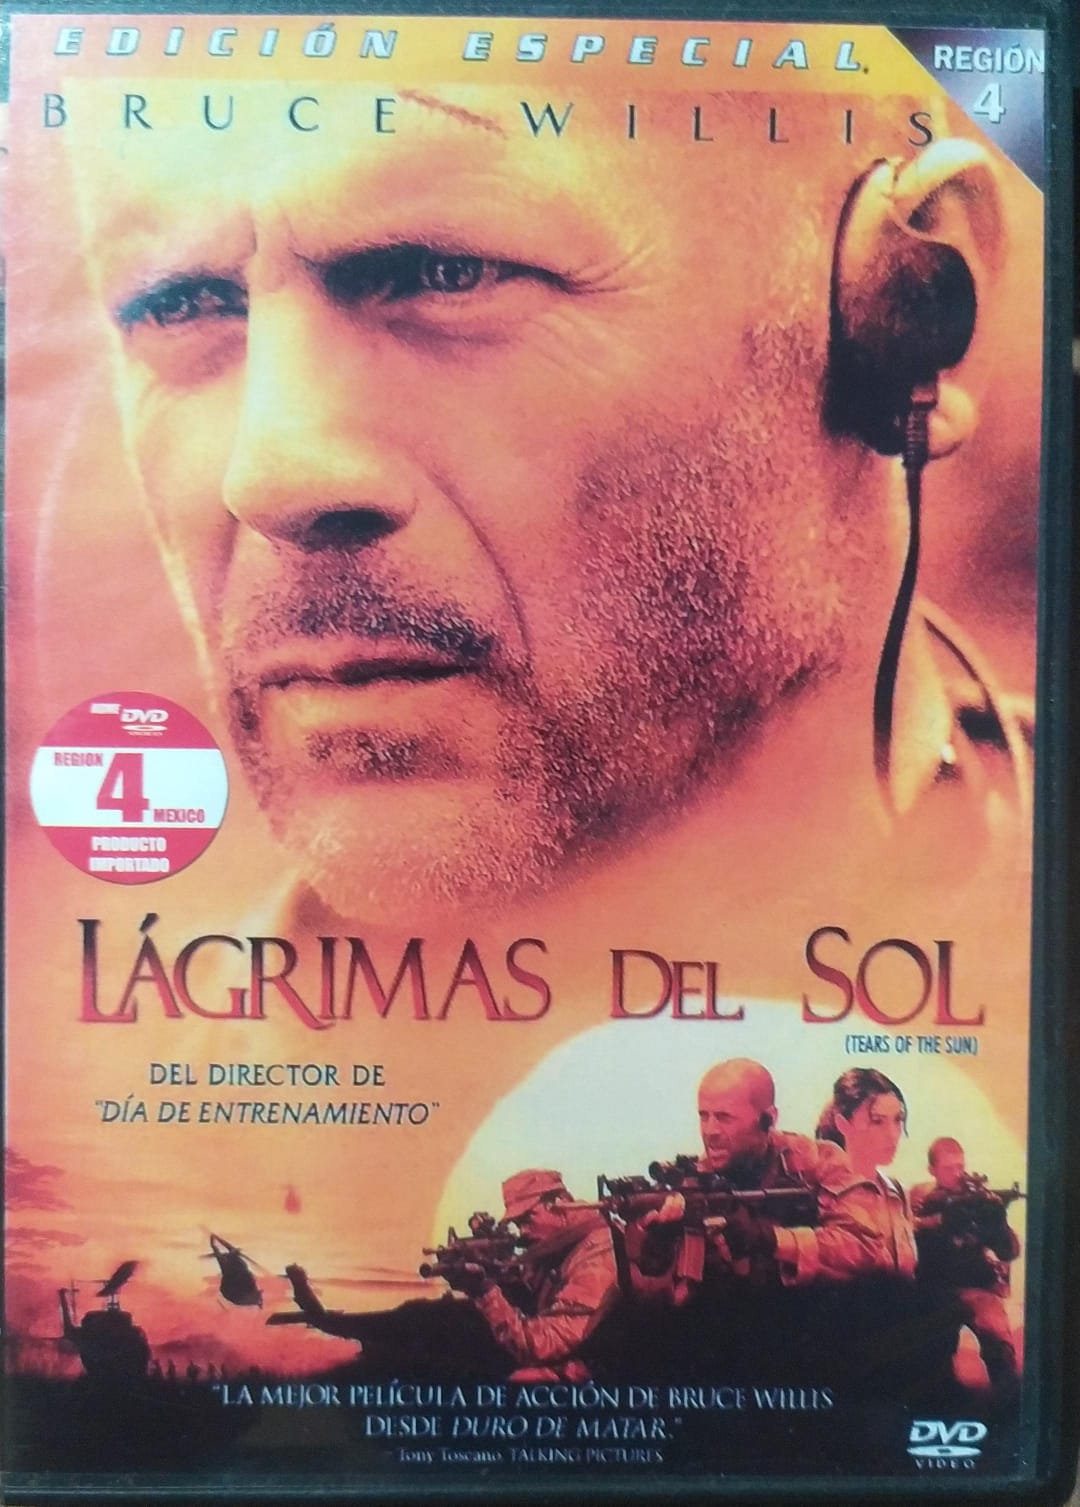 EDICIÓN ESPECIAL.
REGIÓN
4
BRUCE WILLIS
HOME DVD
VIDEO
REGION
4
MEXICO
PRODUCTO
IMPORTADO
LÁGRIMAS DEL SOL
(TEARS OF THE SUN)
DEL DIRECTOR DE
"DÍA DE ENTRENAMIENTO"
"LA MEJOR PELÍCULA DE ACCIÓN DE BRUCE WILLIS
DESDE DURO DE MATAR."
- Tony Toscano, TALKING PICTURES
DVD
VIDEO